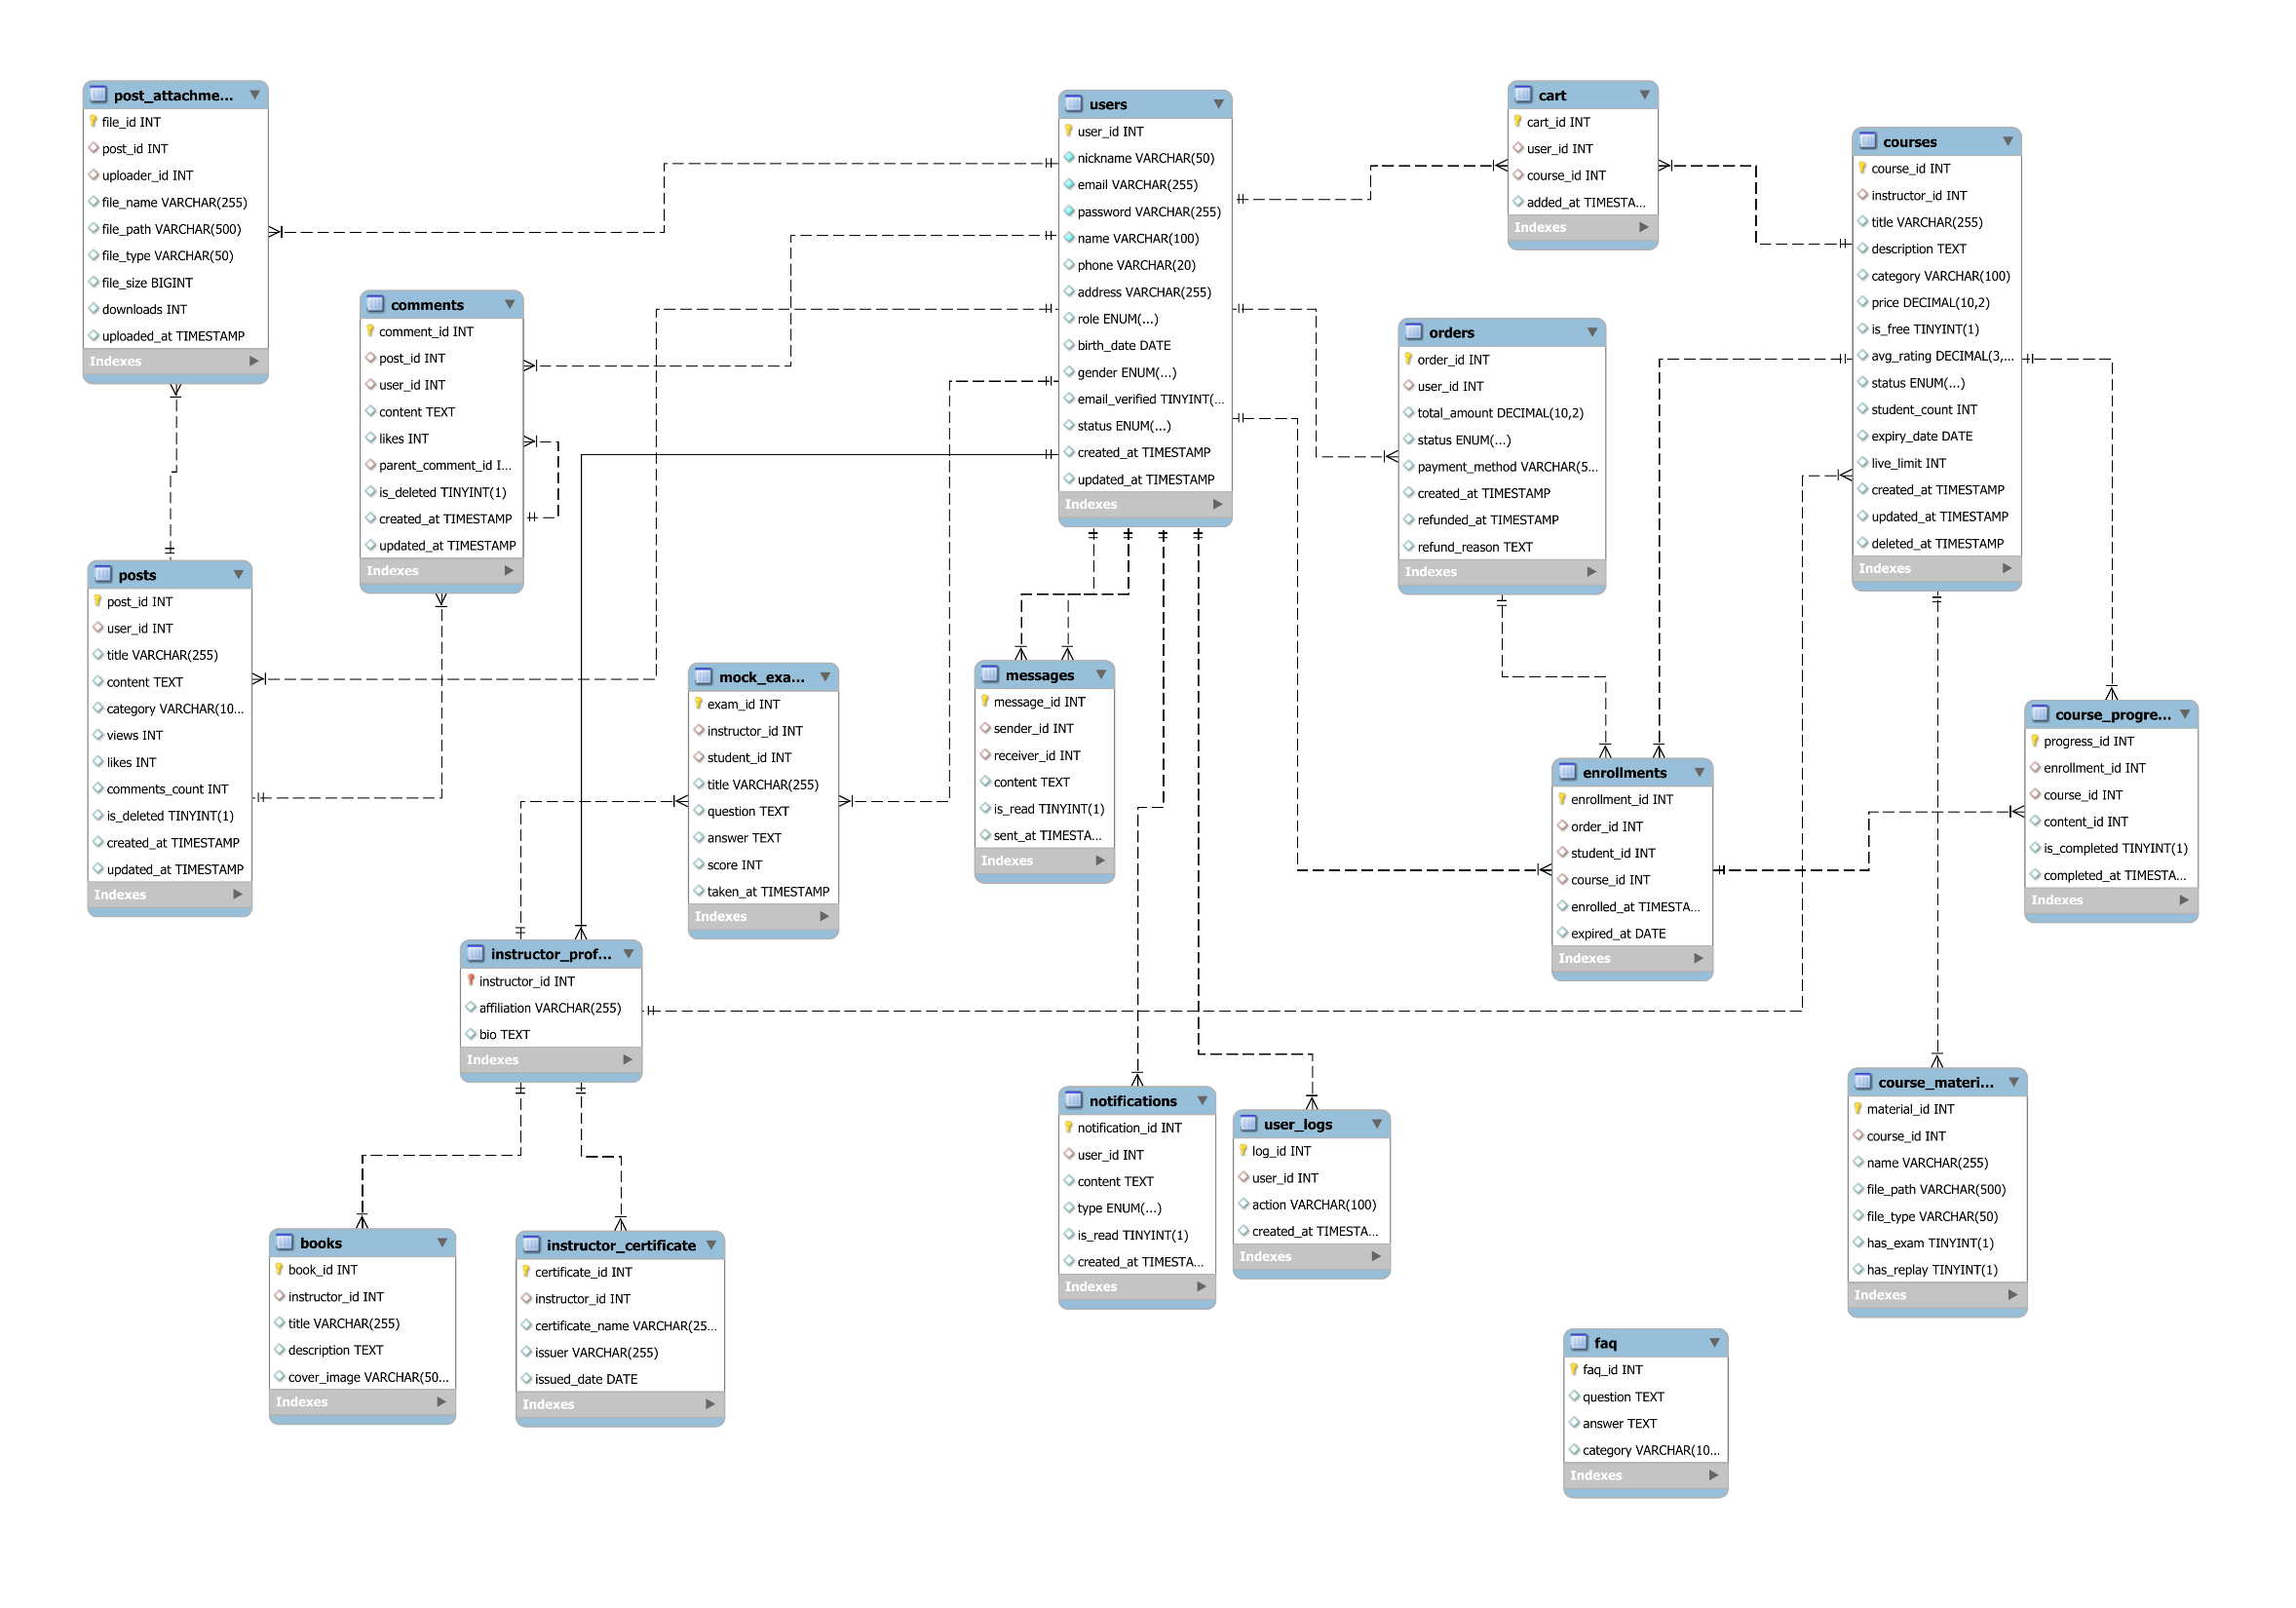 post_attachme...
file_id INT
post_id INT
uploader_id INT
file_name VARCHAR(255)
file_path VARCHAR(500)
file_type VARCHAR(50)
file_size BIGINT
downloads INT
uploaded_at TIMESTAMP
Indexes
comments
comment_id INT
post_id INT
user_id INT
content TEXT
likes INT
parent_comment_id I...
is_deleted TINYINT(1)
created_at TIMESTAMP
updated_at TIMESTAMP
Indexes
users
user_id INT
nickname VARCHAR(50)
email VARCHAR(255)
password VARCHAR(255)
name VARCHAR(100)
phone VARCHAR(20)
address VARCHAR(255)
role ENUM(...)
birth_date DATE
gender ENUM(...)
email_verified TINYINT(...
status ENUM(...)
created_at TIMESTAMP
updated_at TIMESTAMP
Indexes
cart
cart_id INT
user_id INT
course_id INT
added_at TIMESTA...
Indexes
courses
course_id INT
instructor_id INT
title VARCHAR(255)
description TEXT
category VARCHAR(100)
price DECIMAL(10,2)
is_free TINYINT(1)
avg_rating DECIMAL(3,...
status ENUM(...)
student_count INT
expiry_date DATE
live_limit INT
created_at TIMESTAMP
updated_at TIMESTAMP
deleted_at TIMESTAMP
Indexes
orders
order_id INT
user_id INT
total_amount DECIMAL(10,2)
status ENUM(...)
payment_method VARCHAR(5...
created_at TIMESTAMP
refunded_at TIMESTAMP
refund_reason TEXT
Indexes
posts
post_id INT
user_id INT
title VARCHAR(255)
content TEXT
category VARCHAR(10...
views INT
likes INT
comments_count INT
is_deleted TINYINT(1)
created_at TIMESTAMP
updated_at TIMESTAMP
Indexes
mock_exa...
exam_id INT
instructor_id INT
student_id INT
title VARCHAR(255)
question TEXT
answer TEXT
score INT
taken_at TIMESTAMP
Indexes
messages
message_id INT
sender_id INT
receiver_id INT
content TEXT
is_read TINYINT(1)
sent_at TIMESTA...
Indexes
enrollments
enrollment_id INT
order_id INT
student_id INT
course_id INT
enrolled_at TIMESTA...
expired_at DATE
Indexes
course_progre...
progress_id INT
enrollment_id INT
course_id INT
content_id INT
is_completed TINYINT(1)
completed_at TIMESTA...
Indexes
instructor_prof...
instructor_id INT
affiliation VARCHAR(255)
bio TEXT
Indexes
books
book_id INT
instructor_id INT
title VARCHAR(255)
description TEXT
cover_image VARCHAR(50...
Indexes
instructor_certificate
certificate_id INT
instructor_id INT
certificate_name VARCHAR(25...
issuer VARCHAR(255)
issued_date DATE
Indexes
notifications
notification_id INT
user_id INT
content TEXT
type ENUM(...)
is_read TINYINT(1)
created_at TIMESTA...
Indexes
user_logs
log_id INT
user_id INT
action VARCHAR(100)
created_at TIMESTA...
Indexes
course_materi...
material_id INT
course_id INT
name VARCHAR(255)
file_path VARCHAR(500)
file_type VARCHAR(50)
has_exam TINYINT(1)
has_replay TINYINT(1)
Indexes
faq
faq_id INT
question TEXT
answer TEXT
category VARCHAR(10...
Indexes